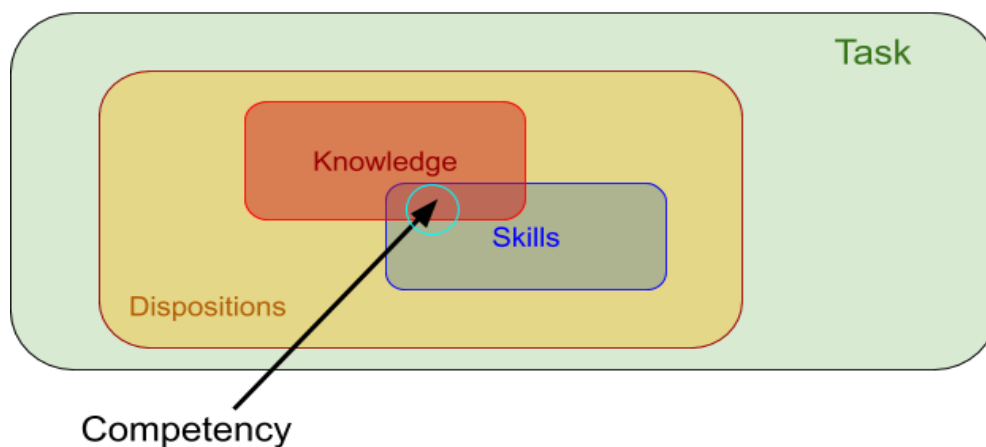 Task
Knowledge
Skills
Dispositions
Competency